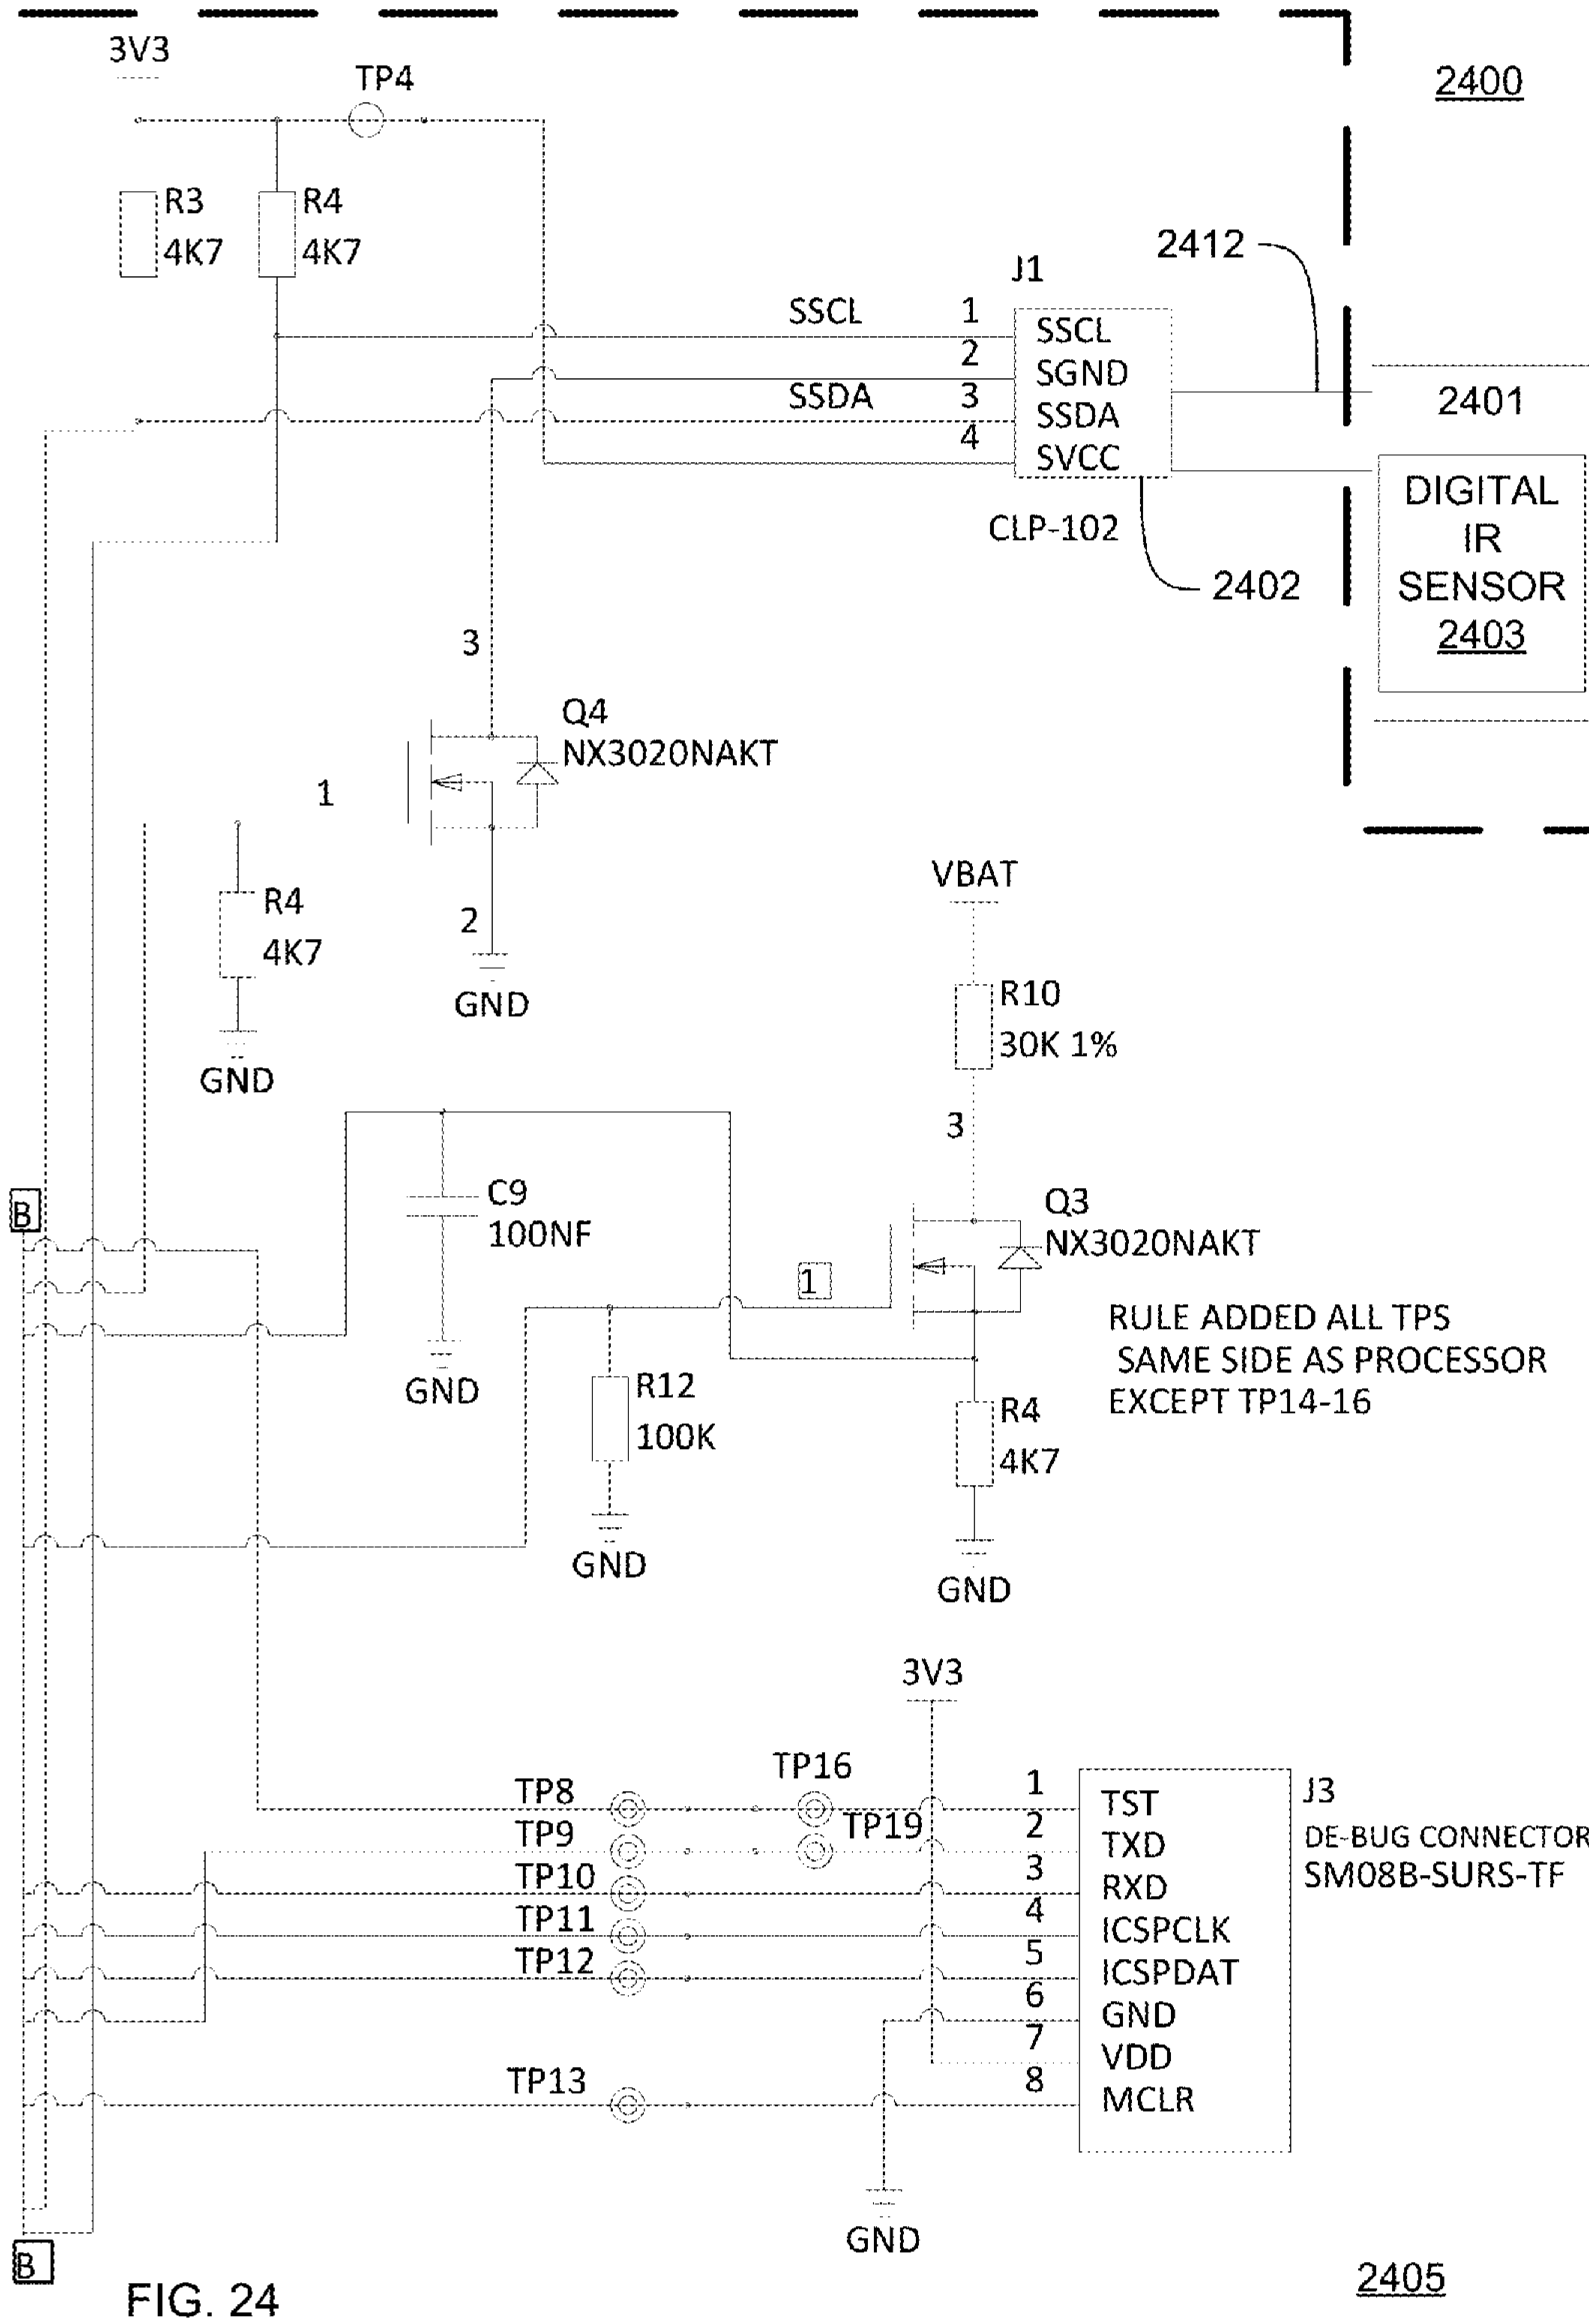 3V3
TP4
2400
R3
4K7
R4
4K7
2412
J1
SSCL
1
SSCL
2
SGND
SSDA
3
SSDA
4
SVCC
2401
CLP-102
2402
DIGITAL
IR
SENSOR
2403
3
Q4
NX3020NAKT
1
2
GND
R4
4K7
GND
VBAT
R10
30K 1%
3
B
C9
100NF
GND
Q3
NX3020NAKT
1
RULE ADDED ALL TPS
SAME SIDE AS PROCESSOR
EXCEPT TP14-16
R12
100K
GND
R4
4K7
GND
3V3
TP8
TP16
1
TST
J3
TP9
TP19
2
TXD
DE-BUG CONNECTOR
SM08B-SURS-TF
TP10
3
RXD
TP11
4
ICSPCLK
TP12
5
ICSPDAT
6
GND
7
VDD
TP13
8
MCLR
GND
B
FIG. 24
2405